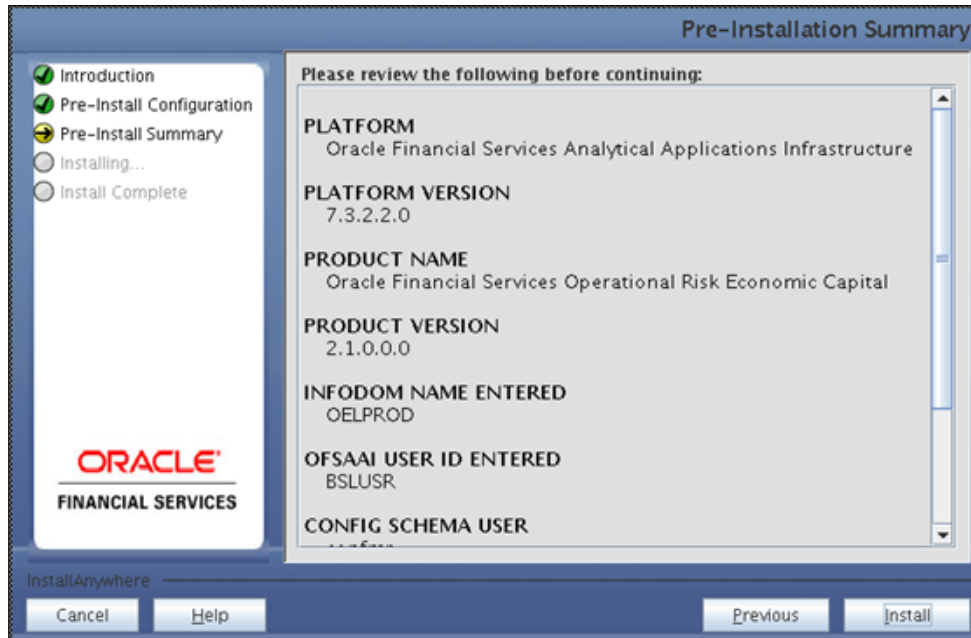 Pre-Installation Summary
Introduction
Pre-Install Configuration
Pre-Install Summary
Installing...
Install Complete
ORACLE
FINANCIAL SERVICES
Please review the following before continuing:
PLATFORM
Oracle Financial Services Analytical Applications Infrastructure
PLATFORM VERSION
7.3.2.2.0
PRODUCT NAME
Oracle Financial Services Operational Risk Economic Capital
PRODUCT VERSION
2.1.0.0.0
INFODOM NAME ENTERED
OELPROD
OFSAAI USER ID ENTERED
BSLUSR
CONFIG SCHEMA USER
InstallAnywhere
Cancel
Help
Previous
Install